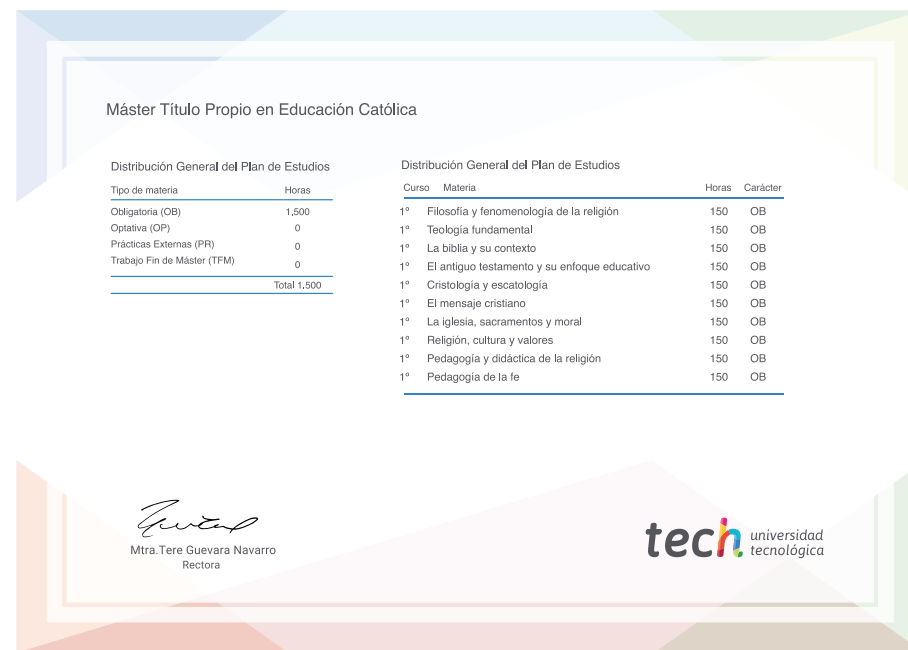 Máster Título Propio en Educación Católica
Distribución General del Plan de Estudios
Tipo de materia Horas
Obligatoria (OB) 1,500
Optativa (OP) 0
Prácticas Externas (PR) 0
Trabajo Fin de Máster (TFM) 0
Total 1,500
Distribución General del Plan de Estudios
Curso Materia Horas Carácter
1º Filosofía y fenomenología de la religión 150 OB
1º Teología fundamental 150 OB
1º La biblia y su contexto 150 OB
1º El antiguo testamento y su enfoque educativo 150 OB
1º Cristología y escatología 150 OB
1º El mensaje cristiano 150 OB
1º La iglesia, sacramentos y moral 150 OB
1º Religión, cultura y valores 150 OB
1º Pedagogía y didáctica de la religión 150 OB
1º Pedagogía de la fe 150 OB
Mtra.Tere Guevara Navarro
Rectora
tech universidad
tecnológica